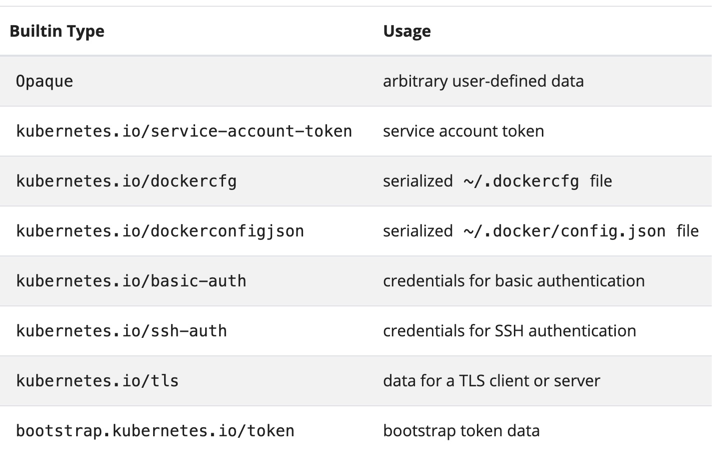 Builtin Type Usage
Opaque arbitrary user-defined data
kubernetes.io/service-account-token service account token
kubernetes.io/dockercfg serialized ~/.dockercfg file
kubernetes.io/dockerconfigjson serialized ~/.docker/config.json file
kubernetes.io/basic-auth credentials for basic authentication
kubernetes.io/ssh-auth credentials for SSH authentication
kubernetes.io/tls data for a TLS client or server
bootstrap.kubernetes.io/token bootstrap token data